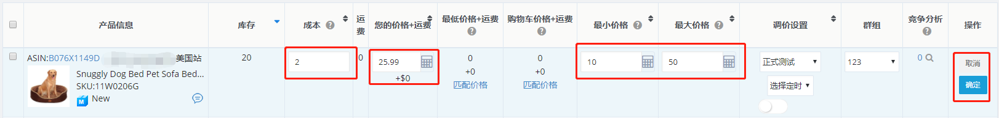 产品信息
库存
成本 ?
运费
您的价格+运费
最低价格+运费
?
购物车价格+运费
?
最小价格 ?
最大价格 ?
调价设置
群组
竞争分析
?
操作
ASIN:B076X1149D 美国站
Snuggly Dog Bed Pet Sofa Bed...
SKU:11W0206G
M New
20
2
0
25.99
+$0
0
+0
匹配价格
0
+0
匹配价格
10
50
正式测试
选择定时
123
0
取消
确定